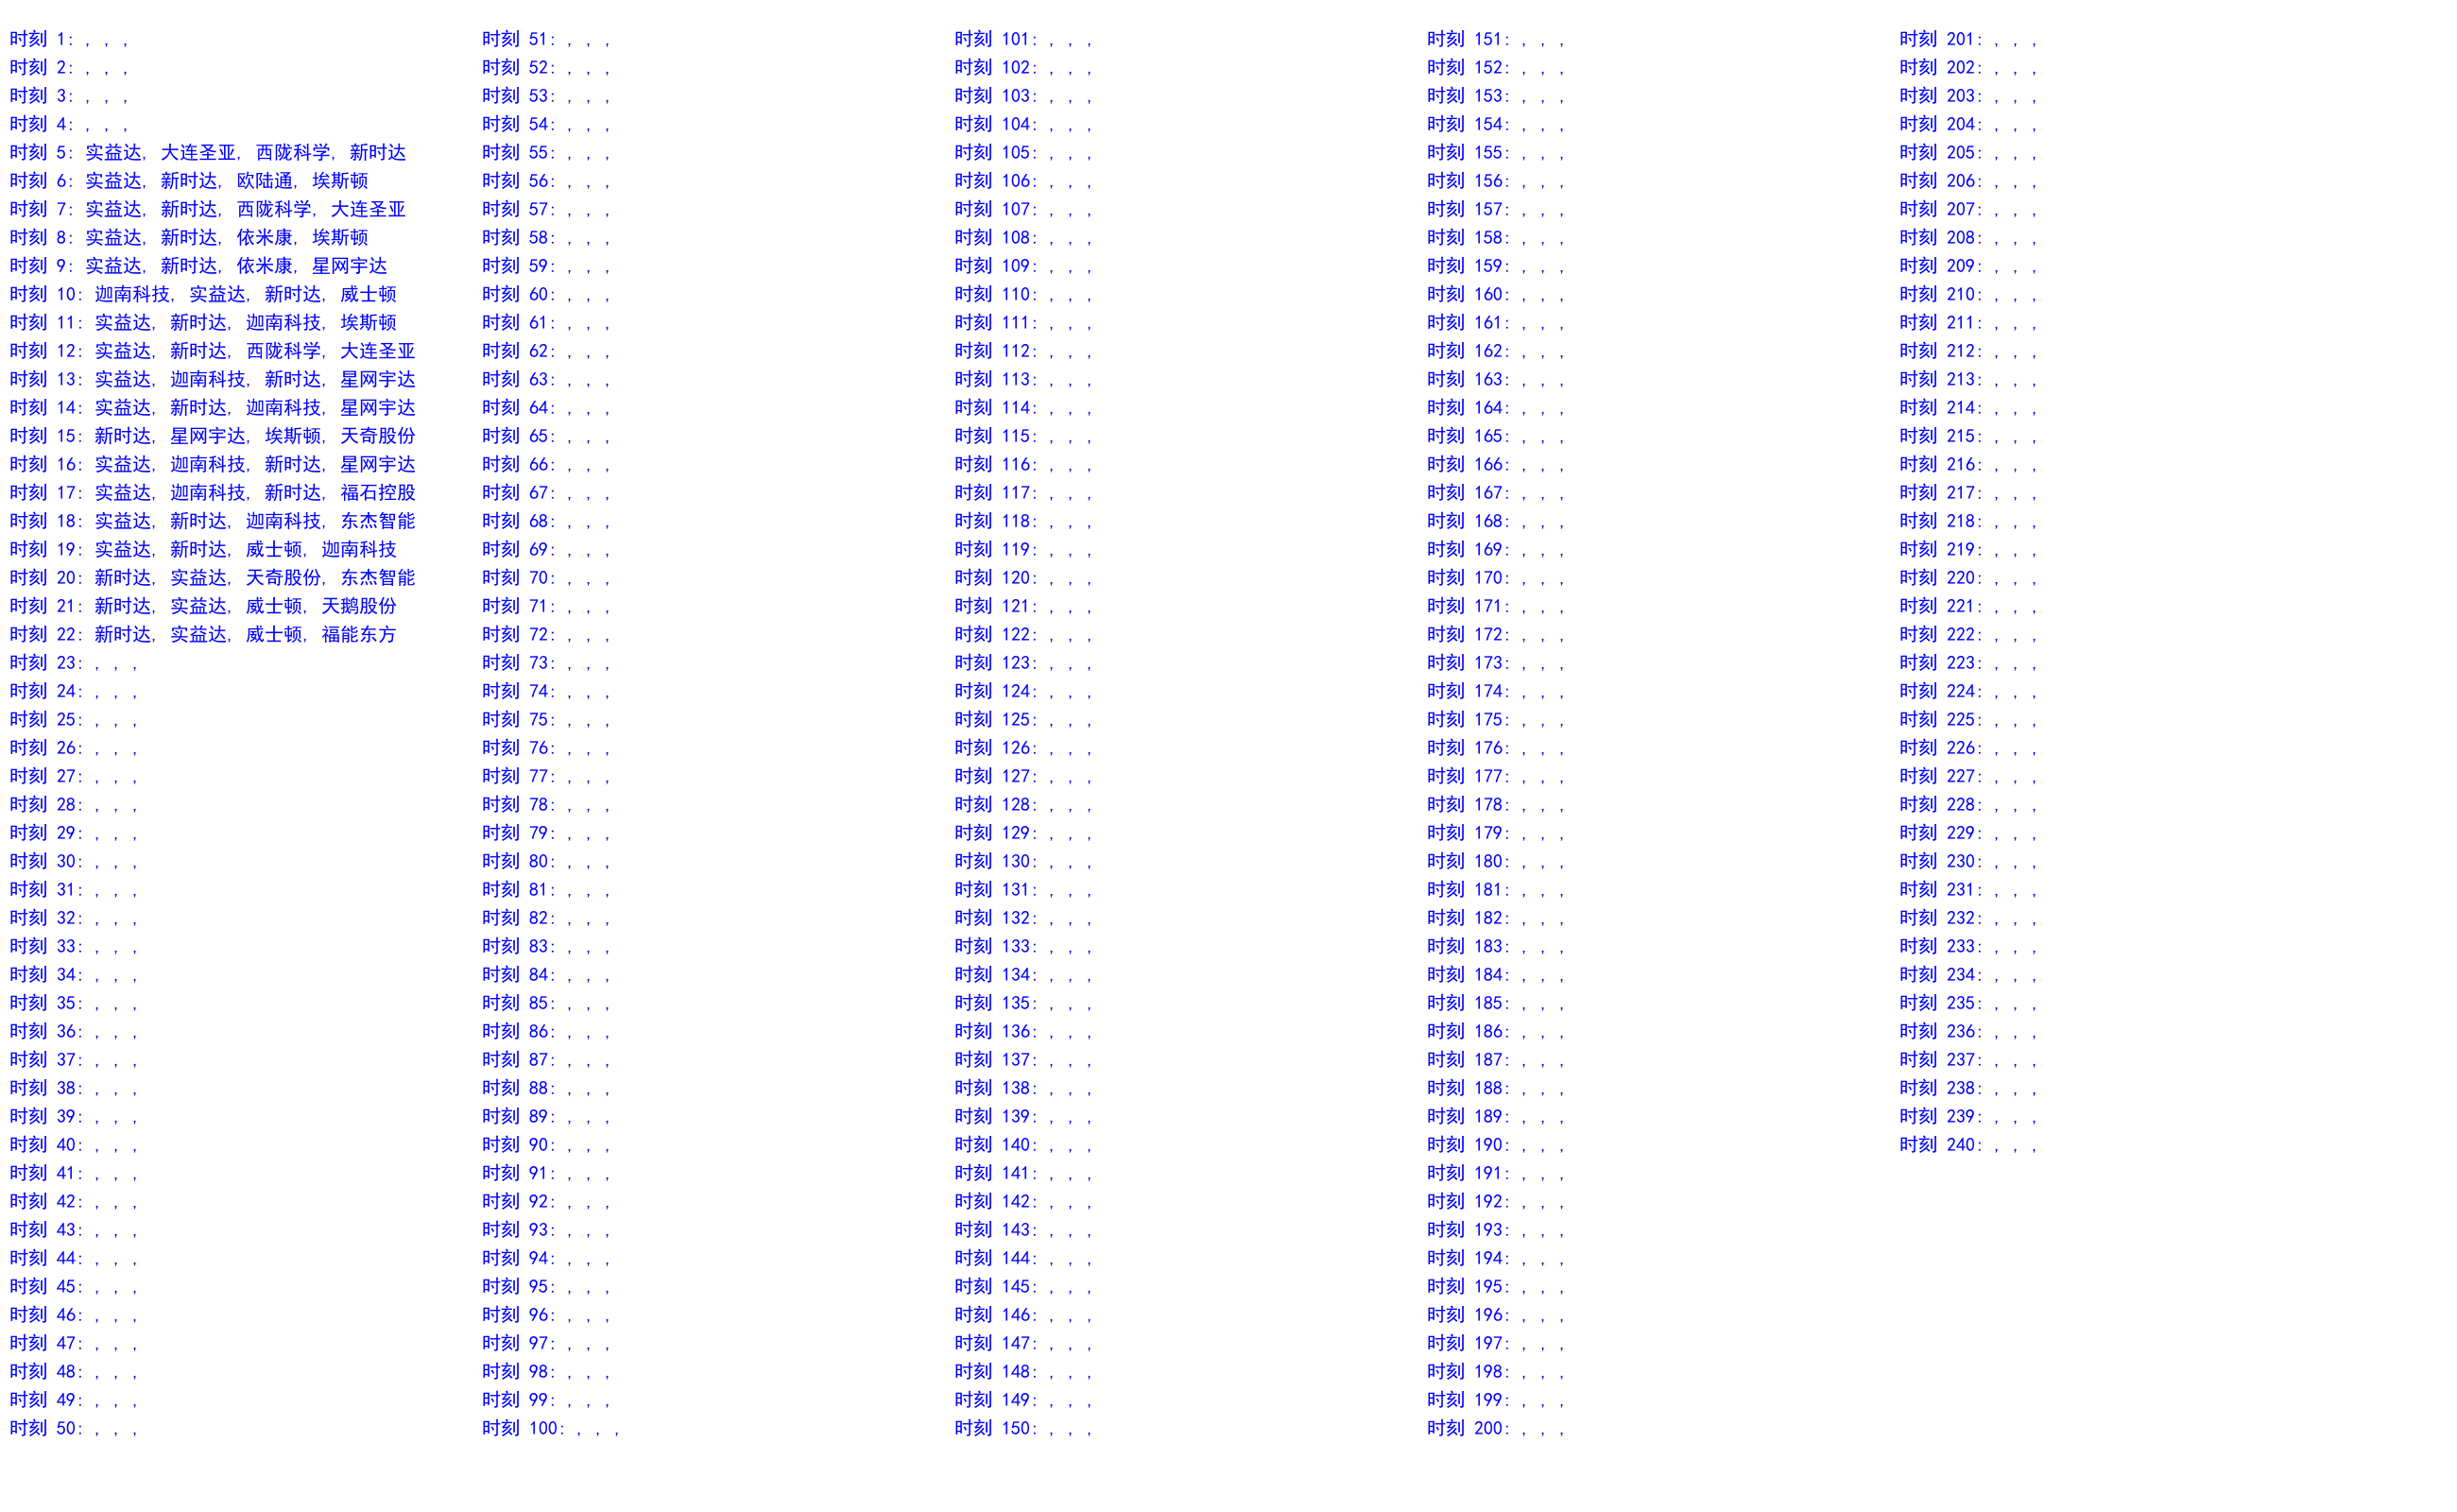 时刻 1: , , ,
时刻 2: , , ,
时刻 3: , , ,
时刻 4: , , ,
时刻 5: 实益达, 大连圣亚, 西陇科学, 新时达
时刻 6: 实益达, 新时达, 欧陆通, 埃斯顿
时刻 7: 实益达, 新时达, 西陇科学, 大连圣亚
时刻 8: 实益达, 新时达, 依米康, 埃斯顿
时刻 9: 实益达, 新时达, 依米康, 星网宇达
时刻 10: 迦南科技, 实益达, 新时达, 威士顿
时刻 11: 实益达, 新时达, 迦南科技, 埃斯顿
时刻 12: 实益达, 新时达, 西陇科学, 大连圣亚
时刻 13: 实益达, 迦南科技, 新时达, 星网宇达
时刻 14: 实益达, 新时达, 迦南科技, 星网宇达
时刻 15: 新时达, 星网宇达, 埃斯顿, 天奇股份
时刻 16: 实益达, 迦南科技, 新时达, 星网宇达
时刻 17: 实益达, 迦南科技, 新时达, 福石控股
时刻 18: 实益达, 新时达, 迦南科技, 东杰智能
时刻 19: 实益达, 新时达, 威士顿, 迦南科技
时刻 20: 新时达, 实益达, 天奇股份, 东杰智能
时刻 21: 新时达, 实益达, 威士顿, 天鹅股份
时刻 22: 新时达, 实益达, 威士顿, 福能东方
时刻 23: , , ,
时刻 24: , , ,
时刻 25: , , ,
时刻 26: , , ,
时刻 27: , , ,
时刻 28: , , ,
时刻 29: , , ,
时刻 30: , , ,
时刻 31: , , ,
时刻 32: , , ,
时刻 33: , , ,
时刻 34: , , ,
时刻 35: , , ,
时刻 36: , , ,
时刻 37: , , ,
时刻 38: , , ,
时刻 39: , , ,
时刻 40: , , ,
时刻 41: , , ,
时刻 42: , , ,
时刻 43: , , ,
时刻 44: , , ,
时刻 45: , , ,
时刻 46: , , ,
时刻 47: , , ,
时刻 48: , , ,
时刻 49: , , ,
时刻 50: , , ,
时刻 51: , , ,
时刻 52: , , ,
时刻 53: , , ,
时刻 54: , , ,
时刻 55: , , ,
时刻 56: , , ,
时刻 57: , , ,
时刻 58: , , ,
时刻 59: , , ,
时刻 60: , , ,
时刻 61: , , ,
时刻 62: , , ,
时刻 63: , , ,
时刻 64: , , ,
时刻 65: , , ,
时刻 66: , , ,
时刻 67: , , ,
时刻 68: , , ,
时刻 69: , , ,
时刻 70: , , ,
时刻 71: , , ,
时刻 72: , , ,
时刻 73: , , ,
时刻 74: , , ,
时刻 75: , , ,
时刻 76: , , ,
时刻 77: , , ,
时刻 78: , , ,
时刻 79: , , ,
时刻 80: , , ,
时刻 81: , , ,
时刻 82: , , ,
时刻 83: , , ,
时刻 84: , , ,
时刻 85: , , ,
时刻 86: , , ,
时刻 87: , , ,
时刻 88: , , ,
时刻 89: , , ,
时刻 90: , , ,
时刻 91: , , ,
时刻 92: , , ,
时刻 93: , , ,
时刻 94: , , ,
时刻 95: , , ,
时刻 96: , , ,
时刻 97: , , ,
时刻 98: , , ,
时刻 99: , , ,
时刻 100: , , ,
时刻 101: , , ,
时刻 102: , , ,
时刻 103: , , ,
时刻 104: , , ,
时刻 105: , , ,
时刻 106: , , ,
时刻 107: , , ,
时刻 108: , , ,
时刻 109: , , ,
时刻 110: , , ,
时刻 111: , , ,
时刻 112: , , ,
时刻 113: , , ,
时刻 114: , , ,
时刻 115: , , ,
时刻 116: , , ,
时刻 117: , , ,
时刻 118: , , ,
时刻 119: , , ,
时刻 120: , , ,
时刻 121: , , ,
时刻 122: , , ,
时刻 123: , , ,
时刻 124: , , ,
时刻 125: , , ,
时刻 126: , , ,
时刻 127: , , ,
时刻 128: , , ,
时刻 129: , , ,
时刻 130: , , ,
时刻 131: , , ,
时刻 132: , , ,
时刻 133: , , ,
时刻 134: , , ,
时刻 135: , , ,
时刻 136: , , ,
时刻 137: , , ,
时刻 138: , , ,
时刻 139: , , ,
时刻 140: , , ,
时刻 141: , , ,
时刻 142: , , ,
时刻 143: , , ,
时刻 144: , , ,
时刻 145: , , ,
时刻 146: , , ,
时刻 147: , , ,
时刻 148: , , ,
时刻 149: , , ,
时刻 150: , , ,
时刻 151: , , ,
时刻 152: , , ,
时刻 153: , , ,
时刻 154: , , ,
时刻 155: , , ,
时刻 156: , , ,
时刻 157: , , ,
时刻 158: , , ,
时刻 159: , , ,
时刻 160: , , ,
时刻 161: , , ,
时刻 162: , , ,
时刻 163: , , ,
时刻 164: , , ,
时刻 165: , , ,
时刻 166: , , ,
时刻 167: , , ,
时刻 168: , , ,
时刻 169: , , ,
时刻 170: , , ,
时刻 171: , , ,
时刻 172: , , ,
时刻 173: , , ,
时刻 174: , , ,
时刻 175: , , ,
时刻 176: , , ,
时刻 177: , , ,
时刻 178: , , ,
时刻 179: , , ,
时刻 180: , , ,
时刻 181: , , ,
时刻 182: , , ,
时刻 183: , , ,
时刻 184: , , ,
时刻 185: , , ,
时刻 186: , , ,
时刻 187: , , ,
时刻 188: , , ,
时刻 189: , , ,
时刻 190: , , ,
时刻 191: , , ,
时刻 192: , , ,
时刻 193: , , ,
时刻 194: , , ,
时刻 195: , , ,
时刻 196: , , ,
时刻 197: , , ,
时刻 198: , , ,
时刻 199: , , ,
时刻 200: , , ,
时刻 201: , , ,
时刻 202: , , ,
时刻 203: , , ,
时刻 204: , , ,
时刻 205: , , ,
时刻 206: , , ,
时刻 207: , , ,
时刻 208: , , ,
时刻 209: , , ,
时刻 210: , , ,
时刻 211: , , ,
时刻 212: , , ,
时刻 213: , , ,
时刻 214: , , ,
时刻 215: , , ,
时刻 216: , , ,
时刻 217: , , ,
时刻 218: , , ,
时刻 219: , , ,
时刻 220: , , ,
时刻 221: , , ,
时刻 222: , , ,
时刻 223: , , ,
时刻 224: , , ,
时刻 225: , , ,
时刻 226: , , ,
时刻 227: , , ,
时刻 228: , , ,
时刻 229: , , ,
时刻 230: , , ,
时刻 231: , , ,
时刻 232: , , ,
时刻 233: , , ,
时刻 234: , , ,
时刻 235: , , ,
时刻 236: , , ,
时刻 237: , , ,
时刻 238: , , ,
时刻 239: , , ,
时刻 240: , , ,